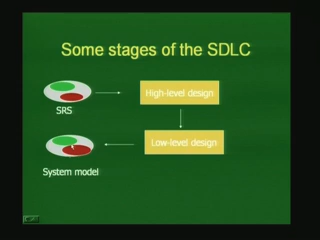 Some stages of the SDLC
High-level design
SRS
Low-level design
System model